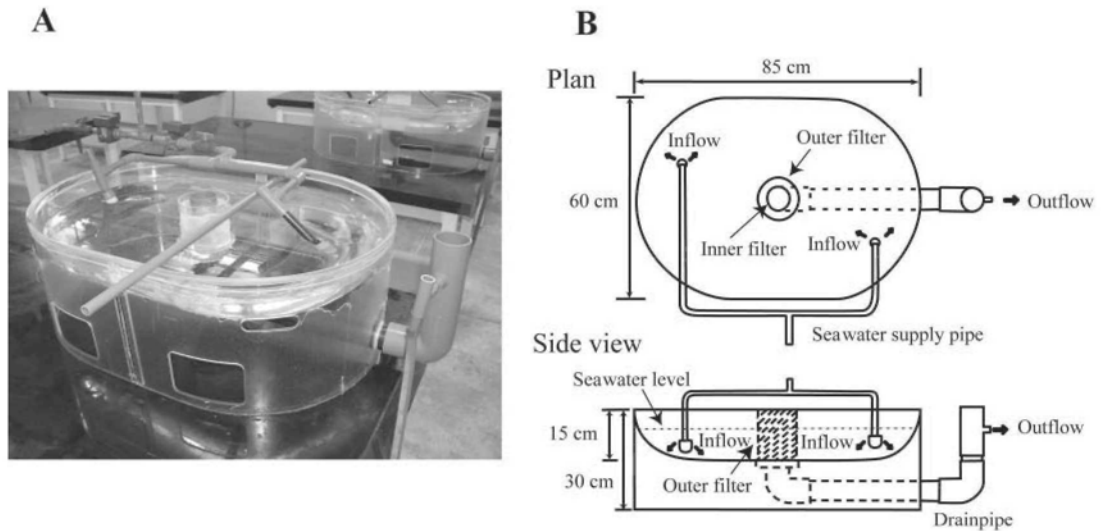 A
B
Plan
85 cm
60 cm
Inflow
Outer filter
Outflow
Inner filter
Inflow
Seawater supply pipe
Side view
Seawater level
15 cm
30 cm
Inflow
Inflow
Outer filter
Outflow
Drainpipe